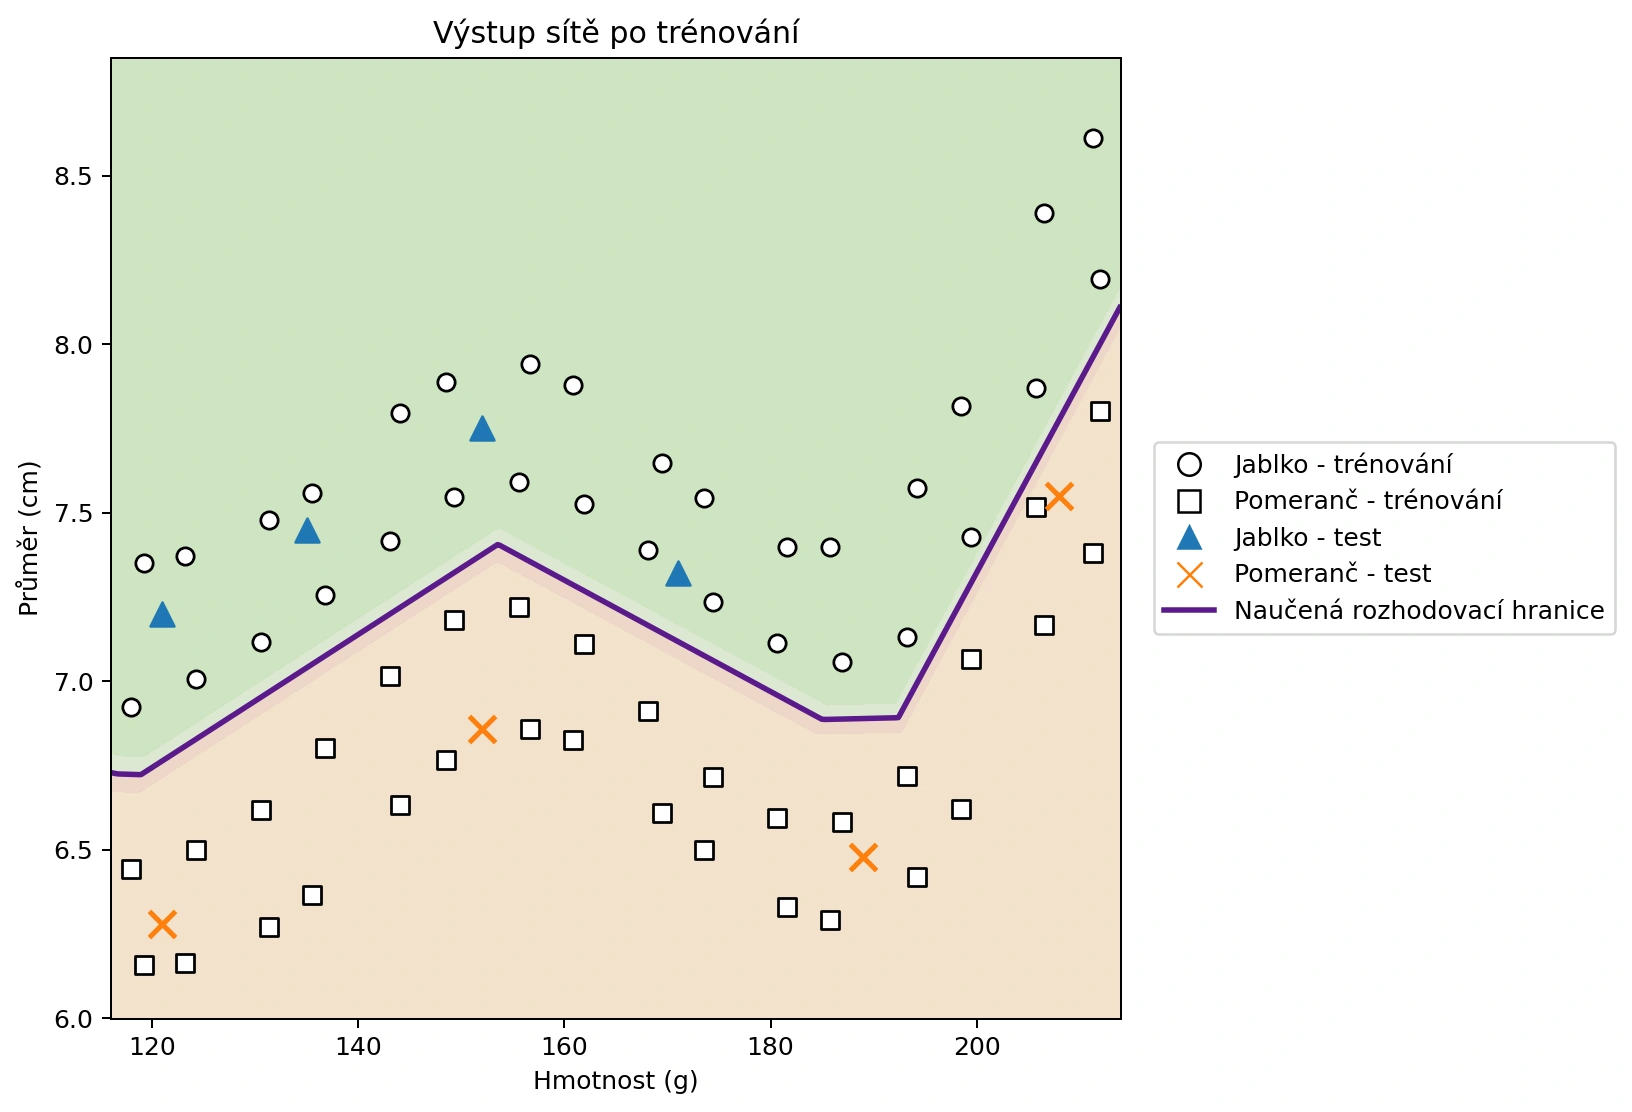 Výstup sítě po trénování
8.5
8.0
7.5
7.0
6.5
6.0
Průměr (cm)
120 140 160 180 200
Hmotnost (g)
Jablko - trénování
Pomeranč - trénování
Jablko - test
Pomeranč - test
Naučená rozhodovací hranice